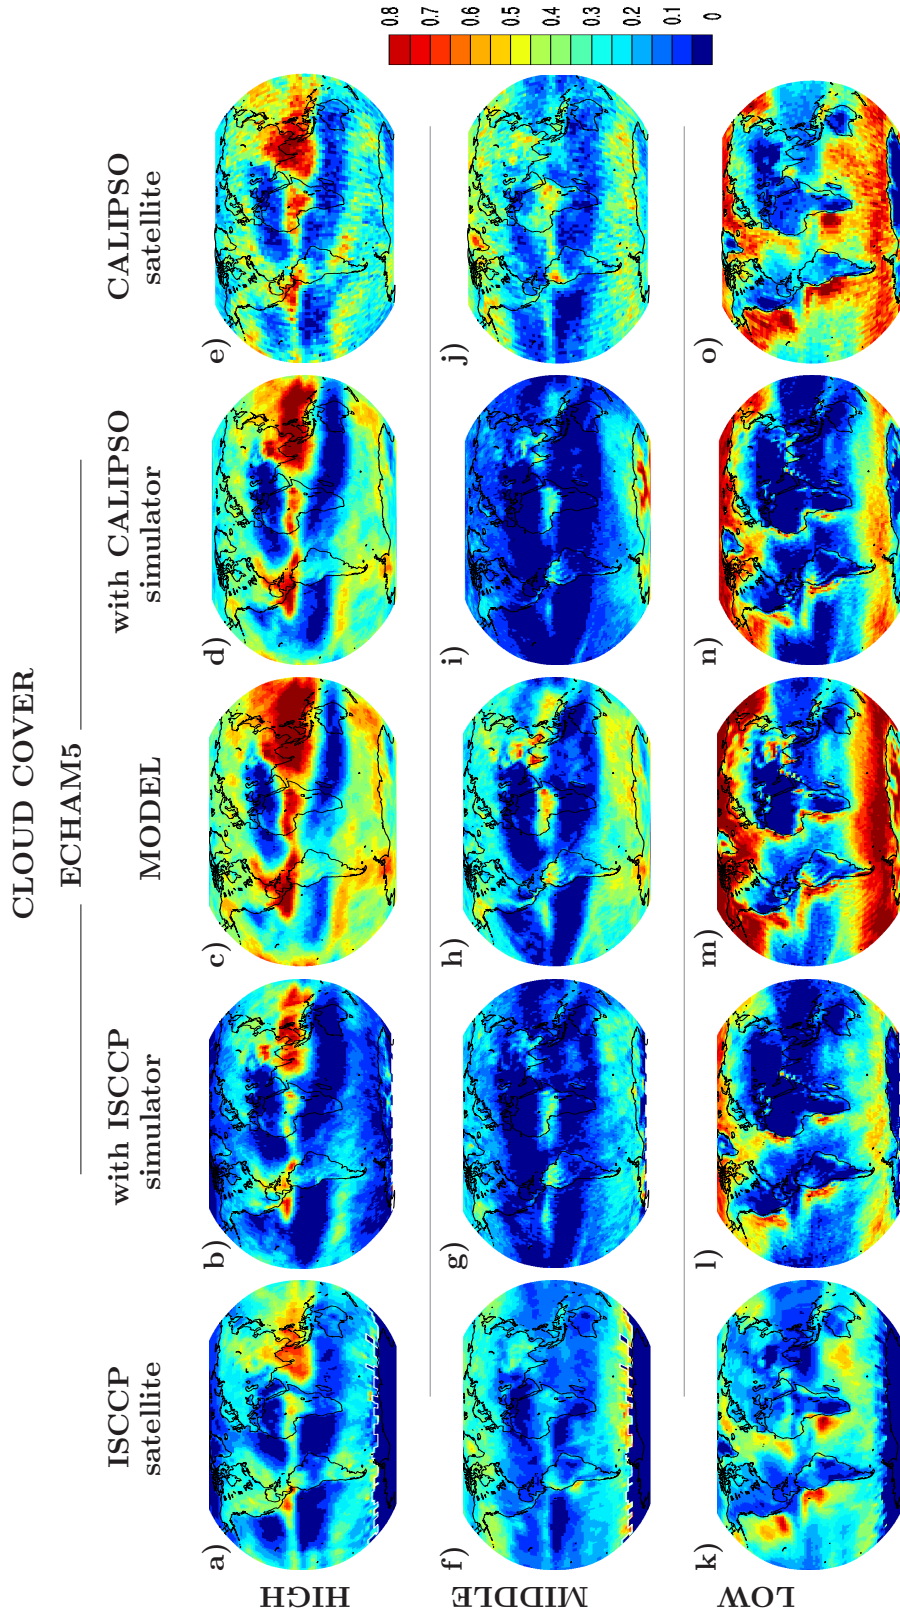 CLOUD COVER
ECHAM5
ISCCP
satellite
with ISCCP
simulator
MODEL
with CALIPSO
simulator
CALIPSO
satellite
HIGH
a)
b)
c)
d)
e)
MIDDLE
f)
g)
h)
i)
j)
LOW
k)
l)
m)
n)
o)
0.8
0.7
0.6
0.5
0.4
0.3
0.2
0.1
0